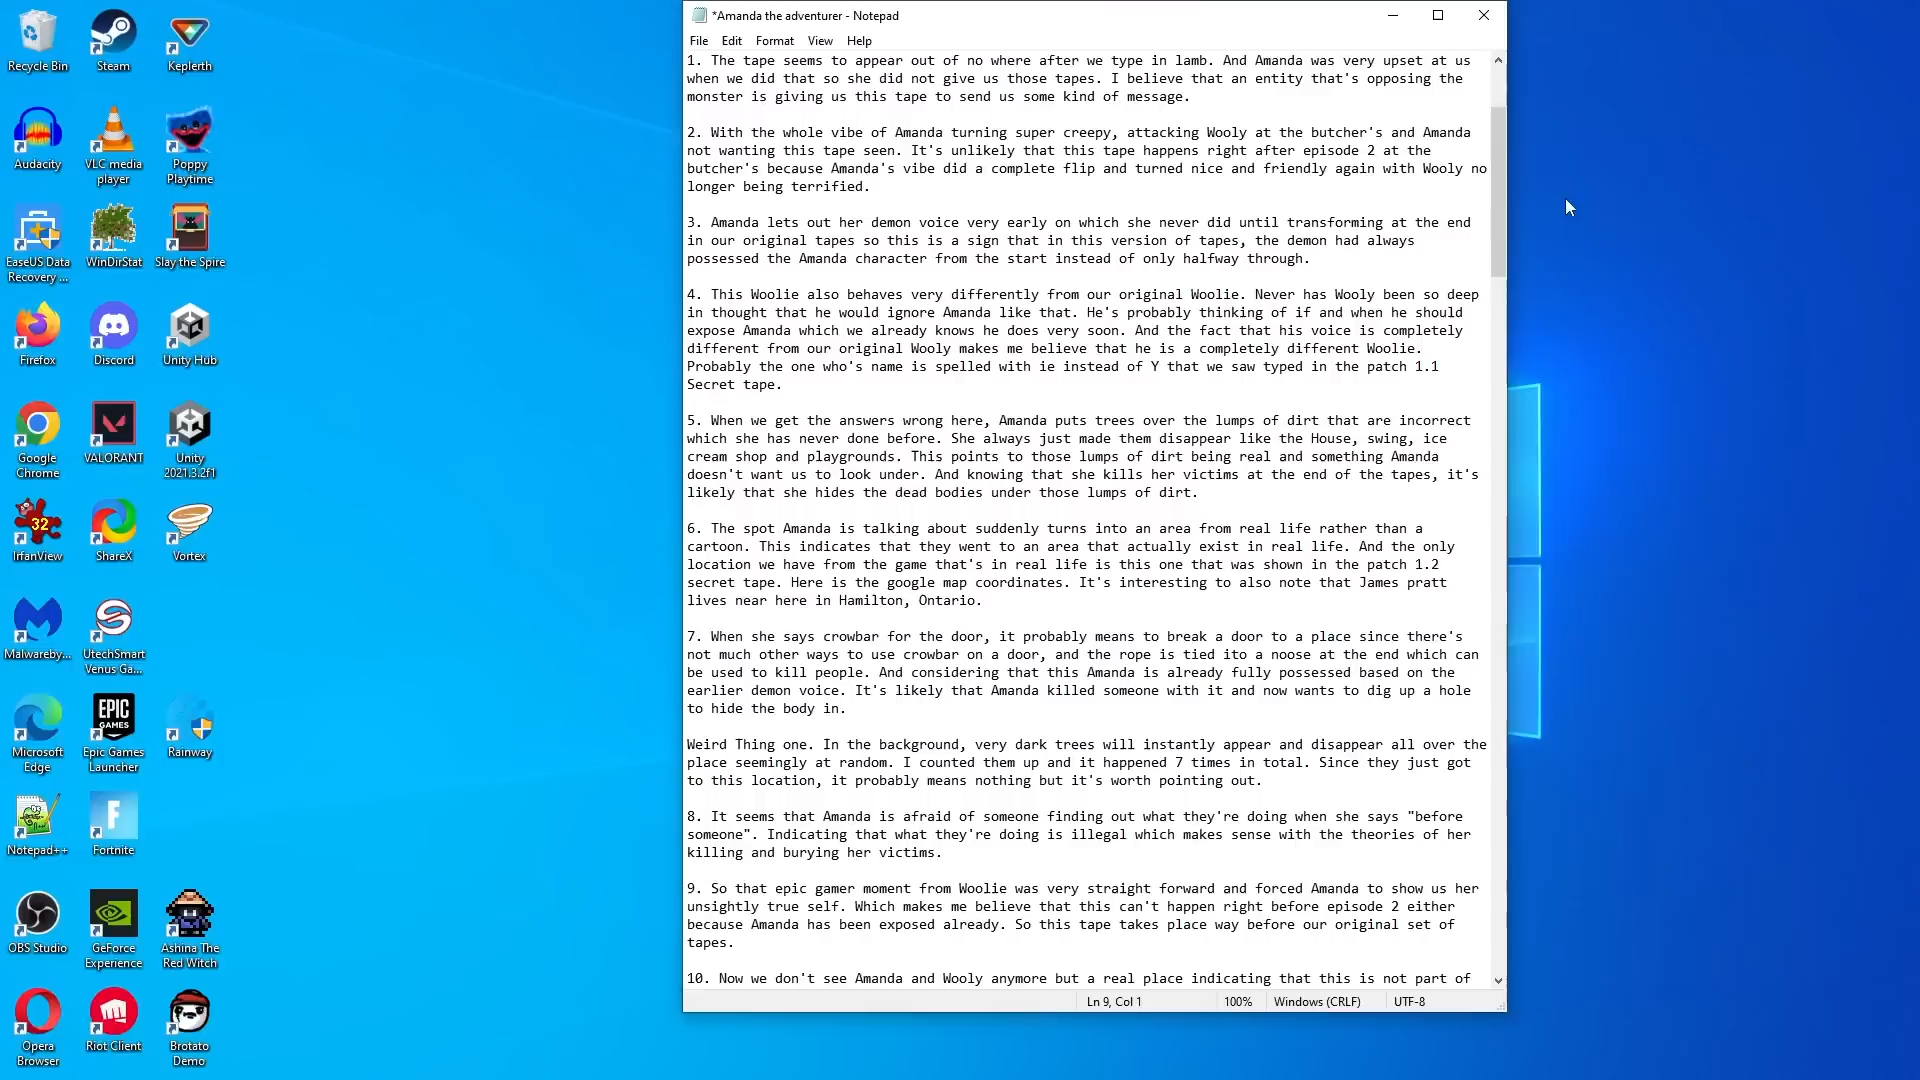 *Amanda the adventurer - Notepad
File Edit Format View Help
1. The tape seems to appear out of no where after we type in lamb. And Amanda was very upset at us
when we did that so she did not give us those tapes. I believe that an entity that's opposing the
monster is giving us this tape to send us some kind of message.
2. With the whole vibe of Amanda turning super creepy, attacking Wooly at the butcher's and Amanda
not wanting this tape seen. It's unlikely that this tape happens right after episode 2 at the
butcher's because Amanda's vibe did a complete flip and turned nice and friendly again with Wooly no
longer being terrified.
3. Amanda lets out her demon voice very early on which she never did until transforming at the end
in our original tapes so this is a sign that in this version of tapes, the demon had always
possessed the Amanda character from the start instead of only halfway through.
4. This Woolie also behaves very differently from our original Woolie. Never has Wooly been so deep
in thought that he would ignore Amanda like that. He's probably thinking of if and when he should
expose Amanda which we already knows he does very soon. And the fact that his voice is completely
different from our original Wooly makes me believe that he is a completely different Woolie.
Probably the one who's name is spelled with ie instead of Y that we saw typed in the patch 1.1
Secret tape.
5. When we get the answers wrong here, Amanda puts trees over the lumps of dirt that are incorrect
which she has never done before. She always just made them disappear like the House, swing, ice
cream shop and playgrounds. This points to those lumps of dirt being real and something Amanda
doesn't want us to look under. And knowing that she kills her victims at the end of the tapes, it's
likely that she hides the dead bodies under those lumps of dirt.
6. The spot Amanda is talking about suddenly turns into an area from real life rather than a
cartoon. This indicates that they went to an area that actually exist in real life. And the only
location we have from the game that's in real life is this one that was shown in the patch 1.2
secret tape. Here is the google map coordinates. It's interesting to also note that James pratt
lives near here in Hamilton, Ontario.
7. When she says crowbar for the door, it probably means to break a door to a place since there's
not much other ways to use crowbar on a door, and the rope is tied ito a noose at the end which can
be used to kill people. And considering that this Amanda is already fully possessed based on the
earlier demon voice. It's likely that Amanda killed someone with it and now wants to dig up a hole
to hide the body in.
Weird Thing one. In the background, very dark trees will instantly appear and disappear all over the
place seemingly at random. I counted them up and it happened 7 times in total. Since they just got
to this location, it probably means nothing but it's worth pointing out.
8. It seems that Amanda is afraid of someone finding out what they're doing when she says "before
someone". Indicating that what they're doing is illegal which makes sense with the theories of her
killing and burying her victims.
9. So that epic gamer moment from Woolie was very straight forward and forced Amanda to show us her
unsightly true self. Which makes me believe that this can't happen right before episode 2 either
because Amanda has been exposed already. So this tape takes place way before our original set of
tapes.
10. Now we don't see Amanda and Wooly anymore but a real place indicating that this is not part of
Ln 9, Col 1 100% Windows (CRLF) UTF-8
Recycle Bin Steam Keplerth
Audacity VLC media player Poppy Playtime
EaseUS Data Recovery ... WinDirStat Slay the Spire
Firefox Discord Unity Hub
Google Chrome VALORANT Unity 2021.3.2f1
32
IrfanView ShareX Vortex
Malwareby... UtechSmart Venus Ga...
EPIC GAMES
Microsoft Edge Epic Games Launcher Rainway
Notepad++ Fortnite
OBS Studio GeForce Experience Ashina The Red Witch
Opera Browser Riot Client Brotato Demo